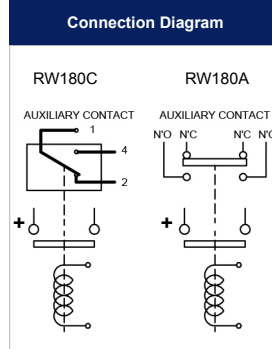 Connection Diagram
RW180C RW180A
AUXILIARY CONTACT AUXILIARY CONTACT
N'O N'C N'C N'O
1
4
2
+ +